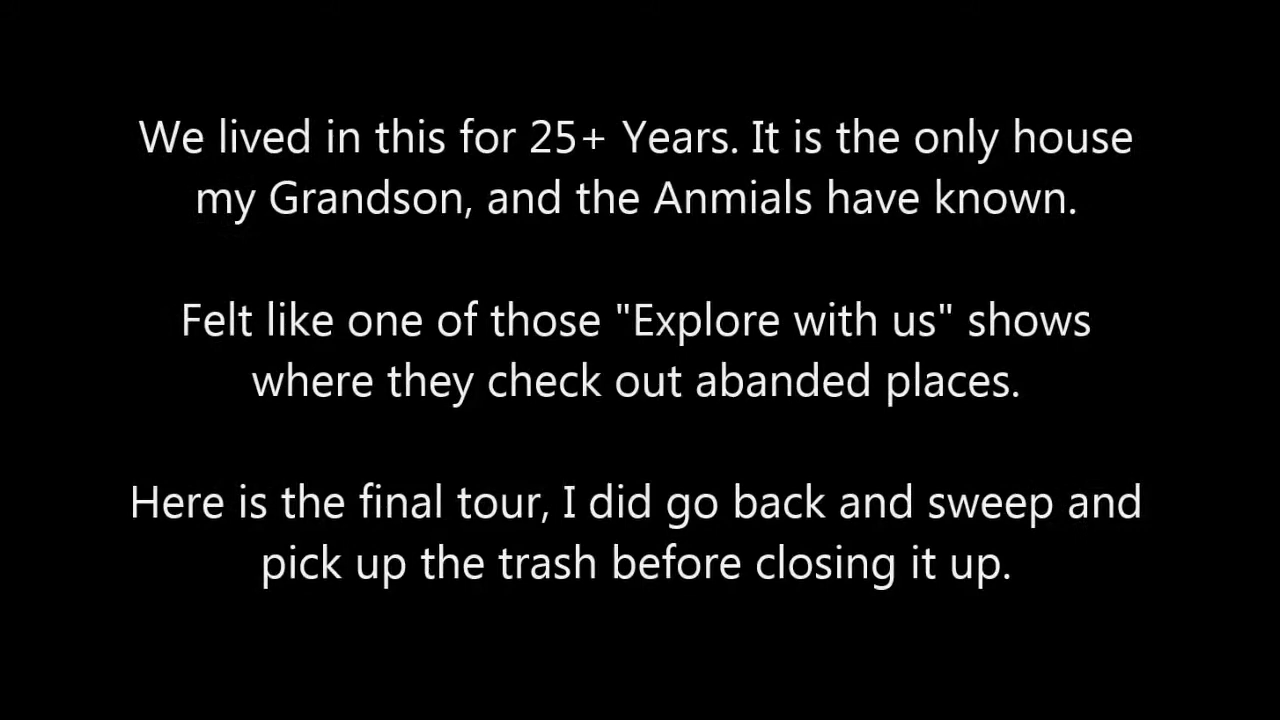 We lived in this for 25+ Years. It is the only house
my Grandson, and the Anmials have known.
Felt like one of those "Explore with us" shows
where they check out abanded places.
Here is the final tour, I did go back and sweep and
pick up the trash before closing it up.